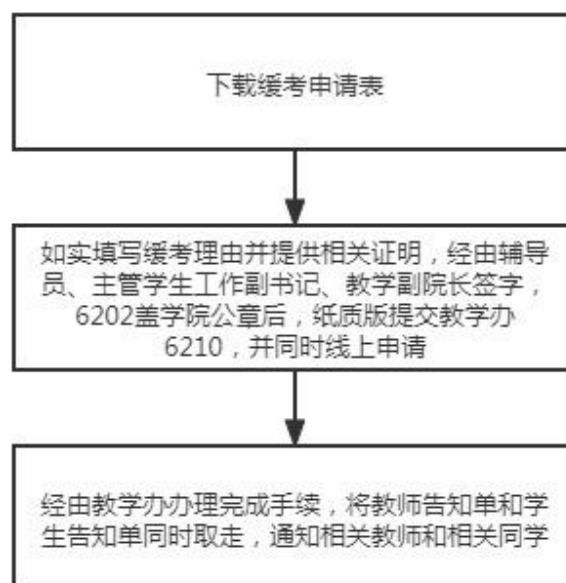 下载缓考申请表
如实填写缓考理由并提供相关证明，经由辅导
员、主管学生工作副书记、教学副院长签字，
6202盖学院公章后，纸质版提交教学办
6210，并同时线上申请
经由教学办办理完成手续，将教师告知单和学
生告知单同时取走，通知相关教师和相关同学